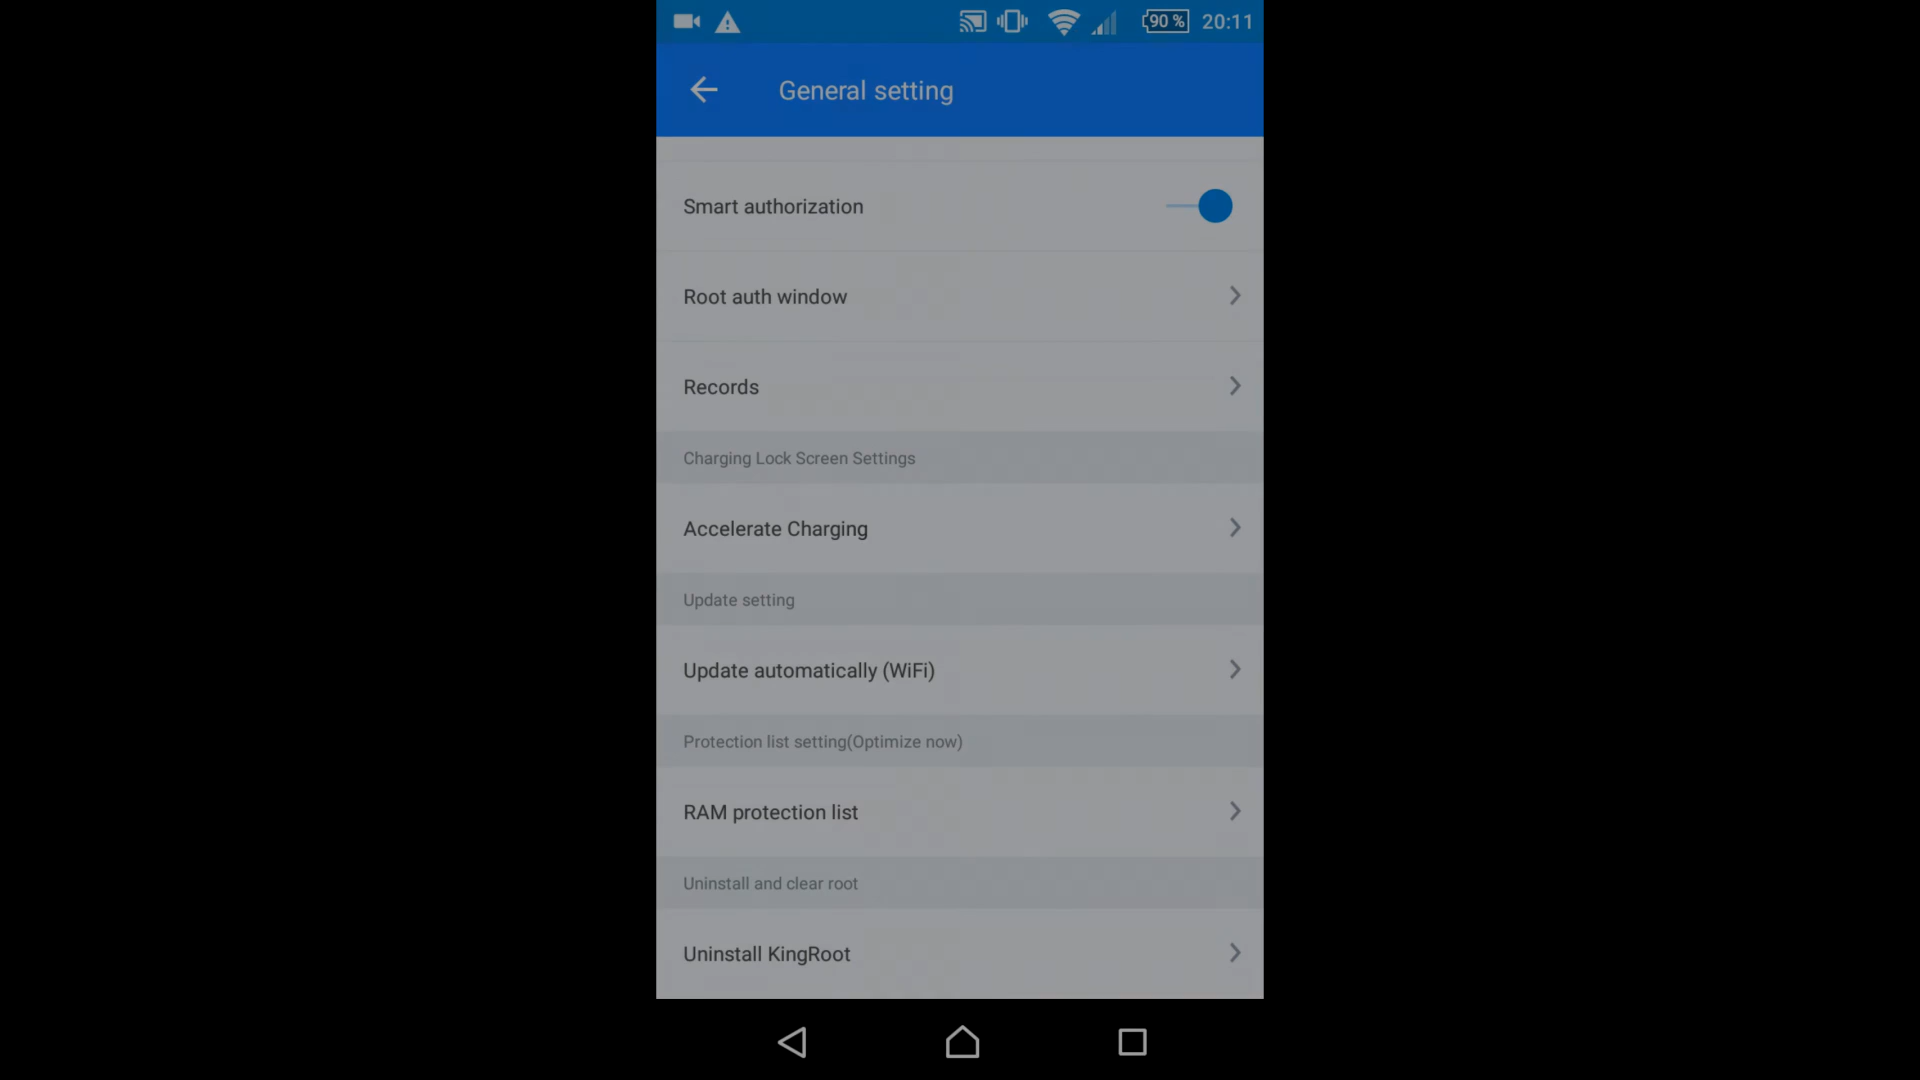 90 %
20:11
General setting
Smart authorization
Root auth window
Records
Charging Lock Screen Settings
Accelerate Charging
Update setting
Update automatically (WiFi)
Protection list setting(Optimize now)
RAM protection list
Uninstall and clear root
Uninstall KingRoot